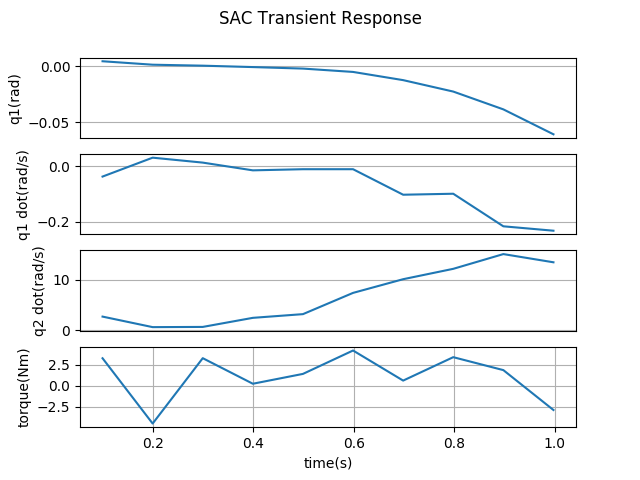 SAC Transient Response
0.00
−0.05
q1(rad)
0.0
−0.2
q1 dot(rad/s)
10
0
q2 dot(rad/s)
2.5
0.0
−2.5
torque(Nm)
0.2 0.4 0.6 0.8 1.0
time(s)